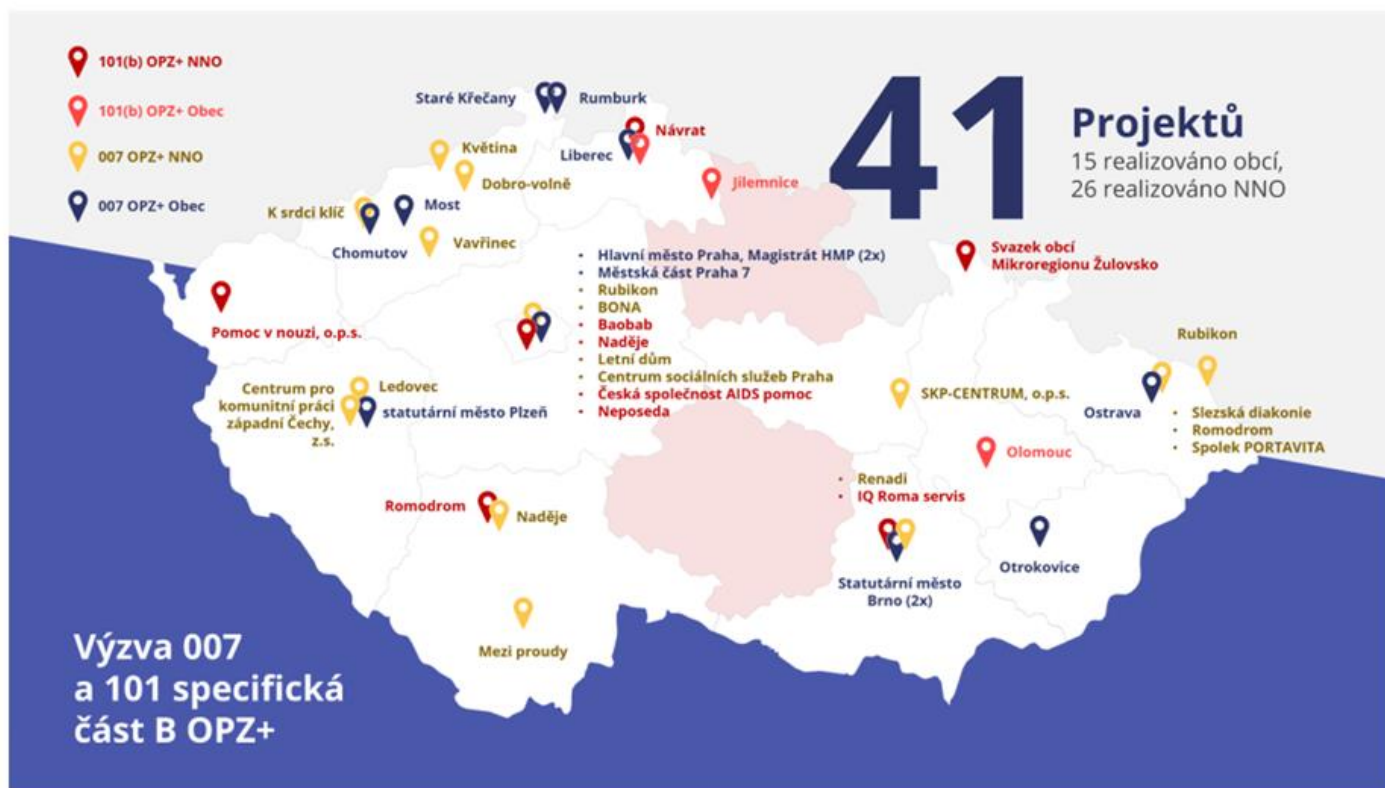 101(b) OPZ+ NNO
101(b) OPZ+ Obec
007 OPZ+ NNO
007 OPZ+ Obec
41
Projektů
15 realizováno obcí,
26 realizováno NNO
Staré Křečany
Rumburk
Návrat
Liberec
Jilemnice
Květina
Dobro-volně
K srdci klíč
Most
Chomutov
Vavřinec
Pomoc v nouzi, o.p.s.
• Hlavní město Praha, Magistrát HMP (2x)
• Městská část Praha 7
• Rubikon
• BONA
• Baobab
• Naděje
• Letní dům
• Centrum sociálních služeb Praha
• Česká společnost AIDS pomoc
• Neposeda
Svazek obcí
Mikroregionu Žulovsko
Rubikon
Ostrava
• Slezská diakonie
• Romodrom
• Spolek PORTAVITA
SKP-CENTRUM, o.p.s.
Olomouc
Centrum pro
komunitní práci
západní Čechy,
z.s.
Ledovec
statutární město Plzeň
Romodrom
Naděje
Mezi proudy
• Renadi
• IQ Roma servis
Statutární město
Brno (2x)
Otrokovice
Výzva 007
a 101 specifická
část B OPZ+